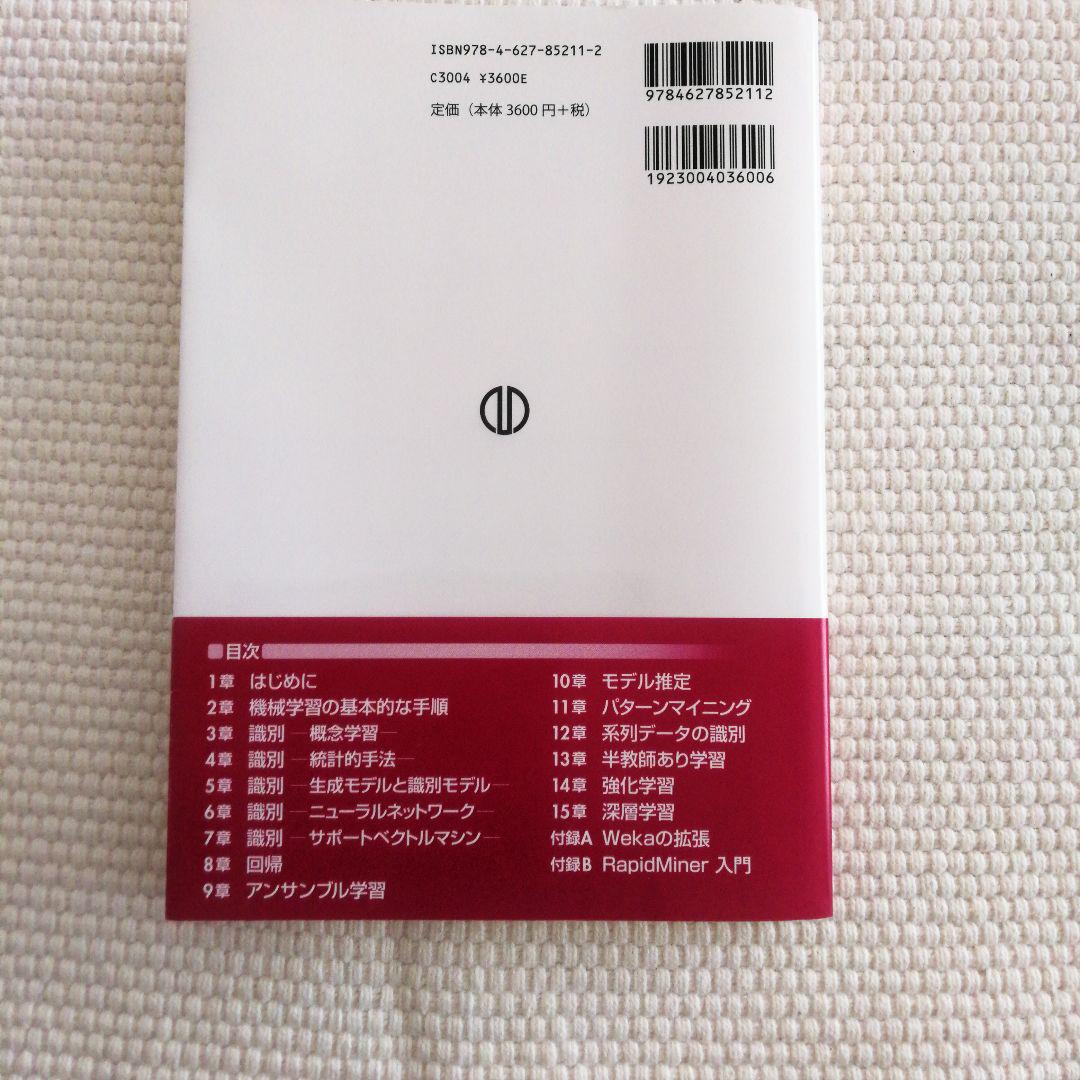 ISBN978-4-627-85211-2
C3004 ¥3600E
定価（本体 3600 円＋税）
9784627852112
1923004036006
目次
1章 はじめに
2章 機械学習の基本的な手順
3章 識別 ─概念学習─
4章 識別 ─統計的手法─
5章 識別 ─生成モデルと識別モデル─
6章 識別 ─ニューラルネットワーク─
7章 識別 ─サポートベクトルマシン─
8章 回帰
9章 アンサンブル学習
10章 モデル推定
11章 パターンマイニング
12章 系列データの識別
13章 半教師あり学習
14章 強化学習
15章 深層学習
付録A Wekaの拡張
付録B RapidMiner 入門